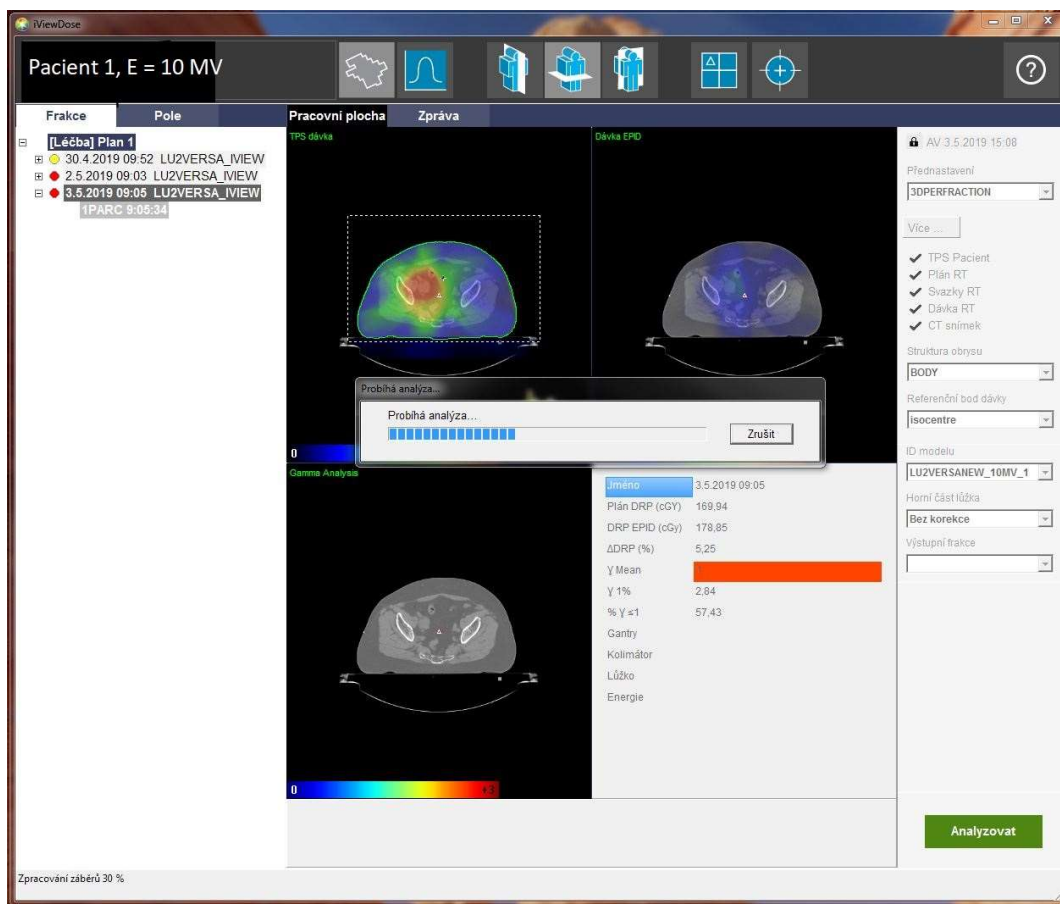 iViewDose
Pacient 1, E = 10 MV
?
Frakce Pole Pracovní plocha Zpráva
[Léčba] Plan 1
30.4.2019 09:52 LU2VERSA_IVIEW
2.5.2019 09:03 LU2VERSA_IVIEW
3.5.2019 09:05 LU2VERSA_IVIEW
1PARC 9:05:34
TPS dávka
Dávka EPID
0
Probíhá analýza...
Probíhá analýza...
Zrušit
Gamma Analysis
0
Jméno 3.5.2019 09:05
Plán DRP (cGY) 169,94
DRP EPID (cGy) 178,85
ΔDRP (%) 5,25
γ Mean
γ 1% 2,84
% γ ≤1 57,43
Gantry
Kolimátor
Lůžko
Energie
AV 3.5.2019 15:08
Přednastavení
3DPERFRACTION
Více ...
TPS Pacient
Plán RT
Svazky RT
Dávka RT
CT snímek
Struktura obrysu
BODY
Referenční bod dávky
isocentre
ID modelu
LU2VERSANEW_10MV_1
Horní část lůžka
Bez korekce
Výstupní frakce
Analyzovat
Zpracování záběrů 30 %